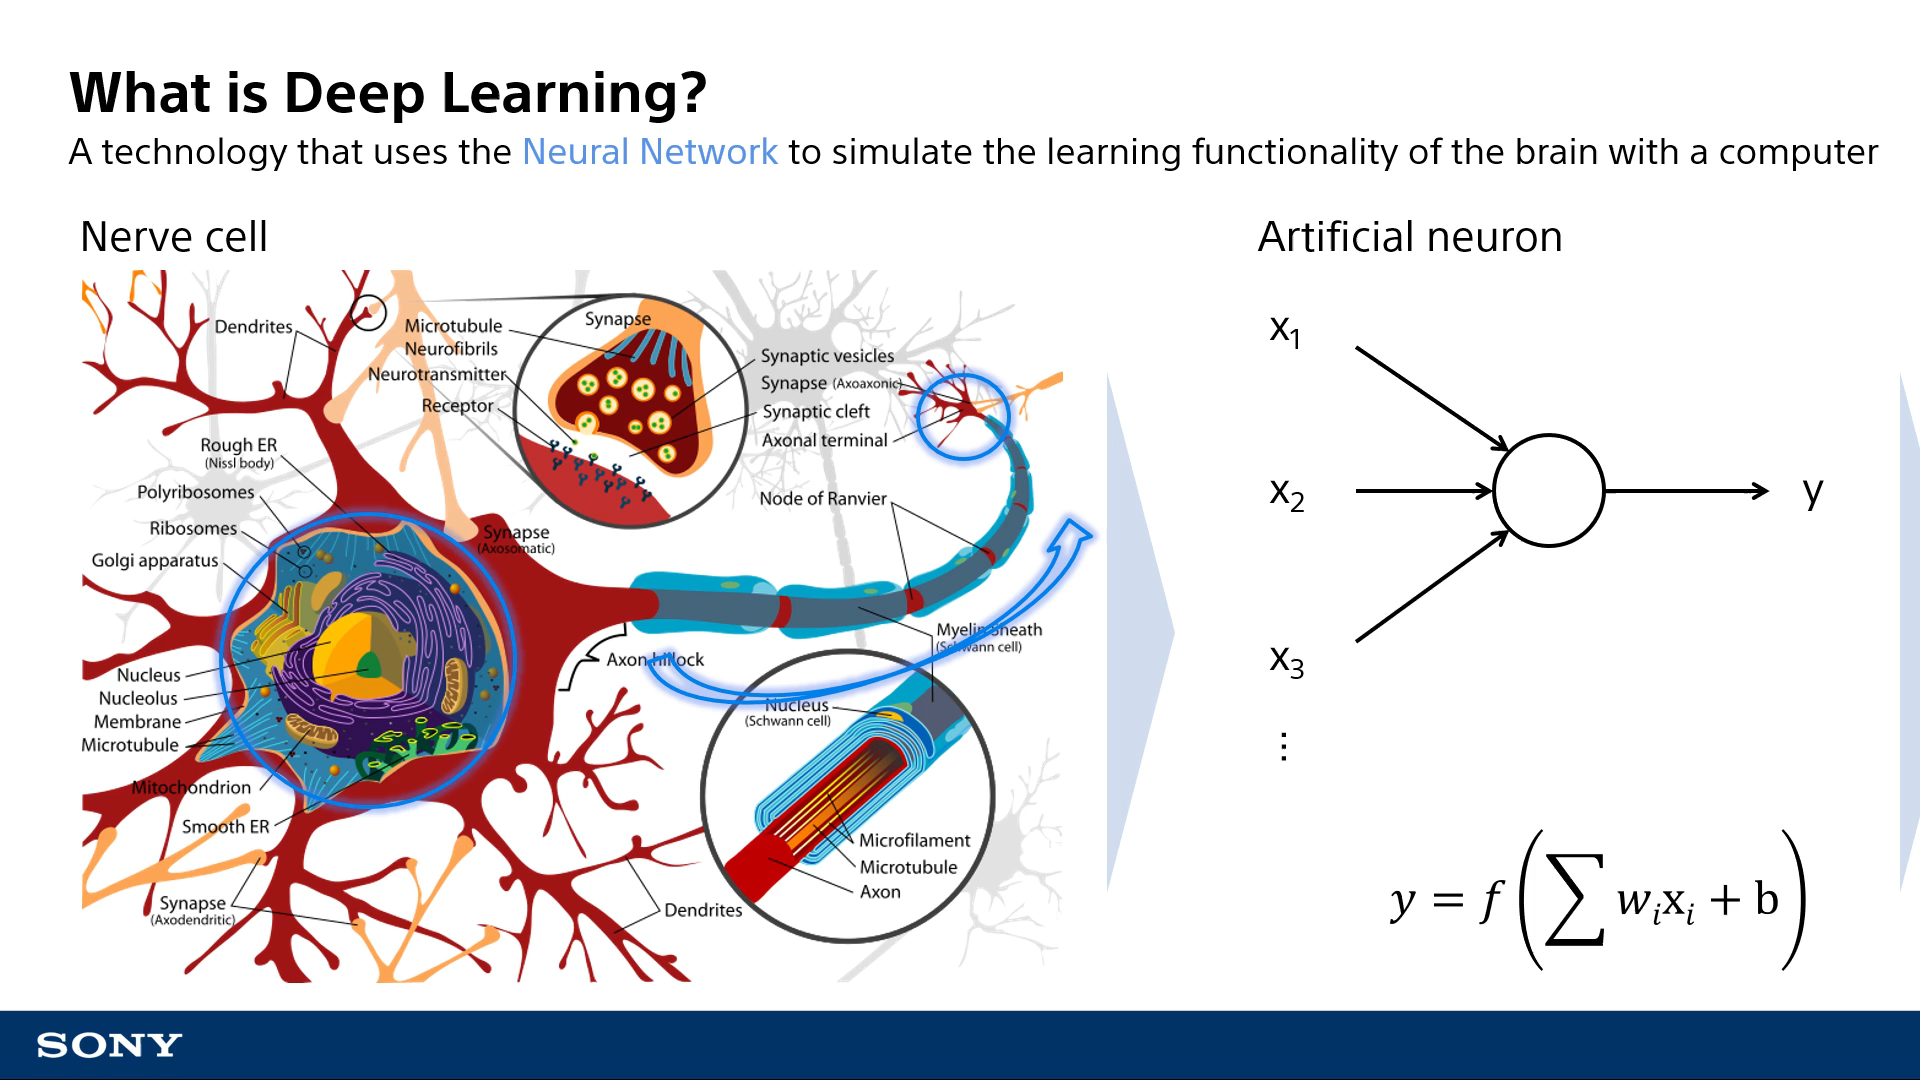 What is Deep Learning?
A technology that uses the Neural Network to simulate the learning functionality of the brain with a computer
Nerve cell
Dendrites
Microtubule
Neurofibrils
Neurotransmitter
Receptor
Synapse
Synaptic vesicles
Synapse (Axoaxonic)
Synaptic cleft
Axonal terminal
Rough ER
(Nissl body)
Polyribosomes
Ribosomes
Golgi apparatus
Synapse
(Axosomatic)
Node of Ranvier
Axon hillock
Myelin Sheath
(Schwann cell)
Nucleus
(Schwann cell)
Nucleus
Nucleolus
Membrane
Microtubule
Mitochondrion
Smooth ER
Synapse
(Axodendritic)
Dendrites
Microfilament
Microtubule
Axon
Artificial neuron
x₁
x₂
y
x₃
⋮
y = f(∑ wᵢxᵢ + b)
SONY